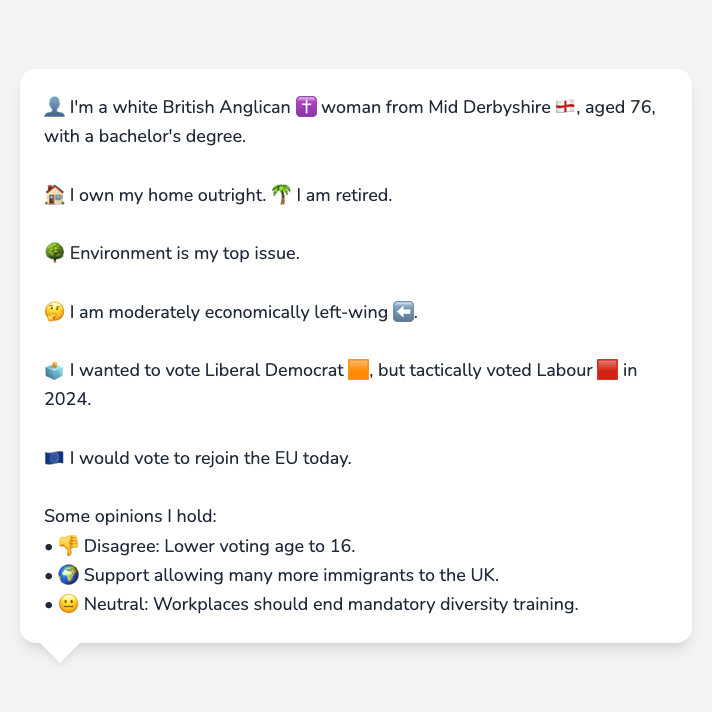 👤 I'm a white British Anglican ✝️ woman from Mid Derbyshire 🏴󠁧󠁢󠁥󠁮󠁧󠁿, aged 76,
with a bachelor's degree.
🏠 I own my home outright. 🌴 I am retired.
🌳 Environment is my top issue.
🤔 I am moderately economically left-wing ⬅️.
🗳️ I wanted to vote Liberal Democrat 🟧, but tactically voted Labour 🟥 in
2024.
🇪🇺 I would vote to rejoin the EU today.
Some opinions I hold:
• 👎 Disagree: Lower voting age to 16.
• 🌍 Support allowing many more immigrants to the UK.
• 😐 Neutral: Workplaces should end mandatory diversity training.